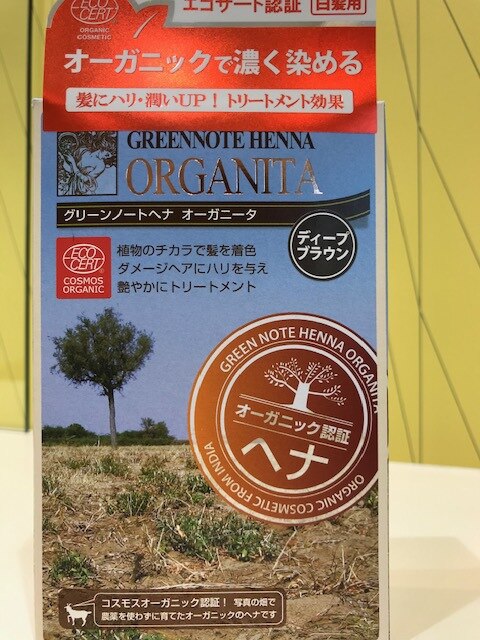 エコサート認証 白髪用
ECO
CERT
ORGANIC
COSMETIC
オーガニックで濃く染める
髪にハリ・潤いUP！トリートメント効果
GREENNOTE HENNA
ORGANITA
グリーンノートヘナ オーガニータ
ディープ
ブラウン
ECO
CERT
COSMOS
ORGANIC
植物のチカラで髪を着色
ダメージヘアにハリを与え
艶やかにトリートメント
GREEN NOTE HENNA ORGANITA
オーガニック認証
ヘナ
ORGANIC COSMETIC FROM INDIA
コスモスオーガニック認証！ 写真の畑で
農薬を使わずに育てたオーガニックのヘナです